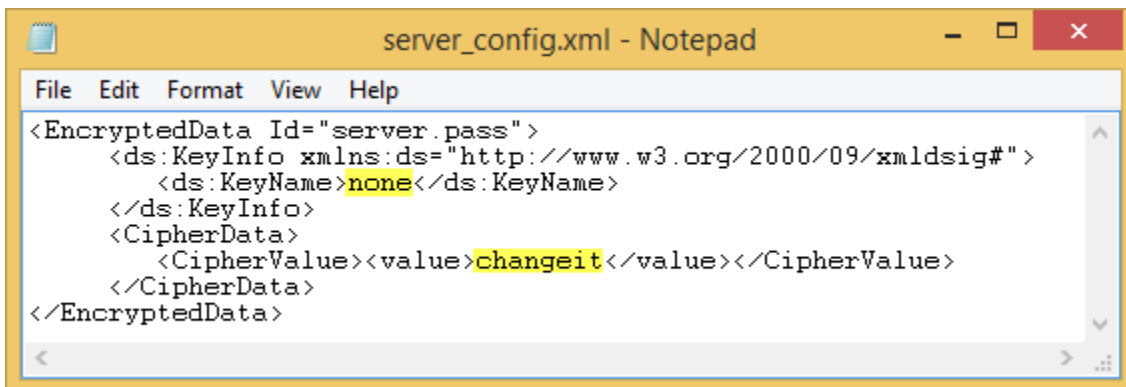 server_config.xml - Notepad
File Edit Format View Help
<EncryptedData Id="server.pass">
<ds:KeyInfo xmlns:ds="http://www.w3.org/2000/09/xmldsig#">
<ds:KeyName>none</ds:KeyName>
</ds:KeyInfo>
<CipherData>
<CipherValue><value>changeit</value></CipherValue>
</CipherData>
</EncryptedData>